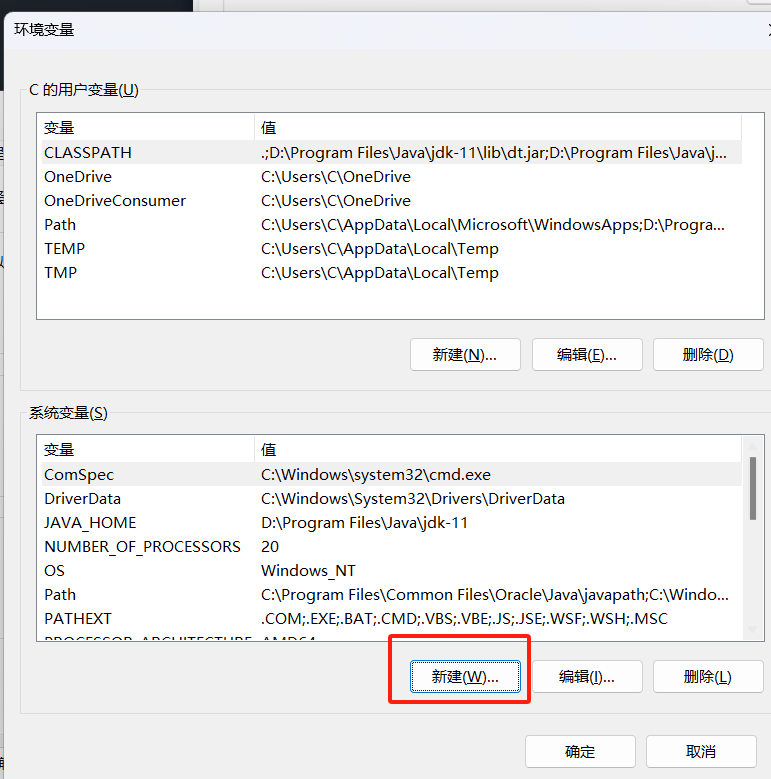 环境变量
C 的用户变量(U)
变量 值
CLASSPATH .;D:\Program Files\Java\jdk-11\lib\dt.jar;D:\Program Files\Java\j...
OneDrive C:\Users\C\OneDrive
OneDriveConsumer C:\Users\C\OneDrive
Path C:\Users\C\AppData\Local\Microsoft\WindowsApps;D:\Progra...
TEMP C:\Users\C\AppData\Local\Temp
TMP C:\Users\C\AppData\Local\Temp
新建(N)... 编辑(E)... 删除(D)
系统变量(S)
变量 值
ComSpec C:\Windows\system32\cmd.exe
DriverData C:\Windows\System32\Drivers\DriverData
JAVA_HOME D:\Program Files\Java\jdk-11
NUMBER_OF_PROCESSORS 20
OS Windows_NT
Path C:\Program Files\Common Files\Oracle\Java\javapath;C:\Windo...
PATHEXT .COM;.EXE;.BAT;.CMD;.VBS;.VBE;.JS;.JSE;.WSF;.WSH;.MSC
PROCESSOR_ARCHITECTURE AMD64
新建(W)... 编辑(I)... 删除(L)
确定 取消